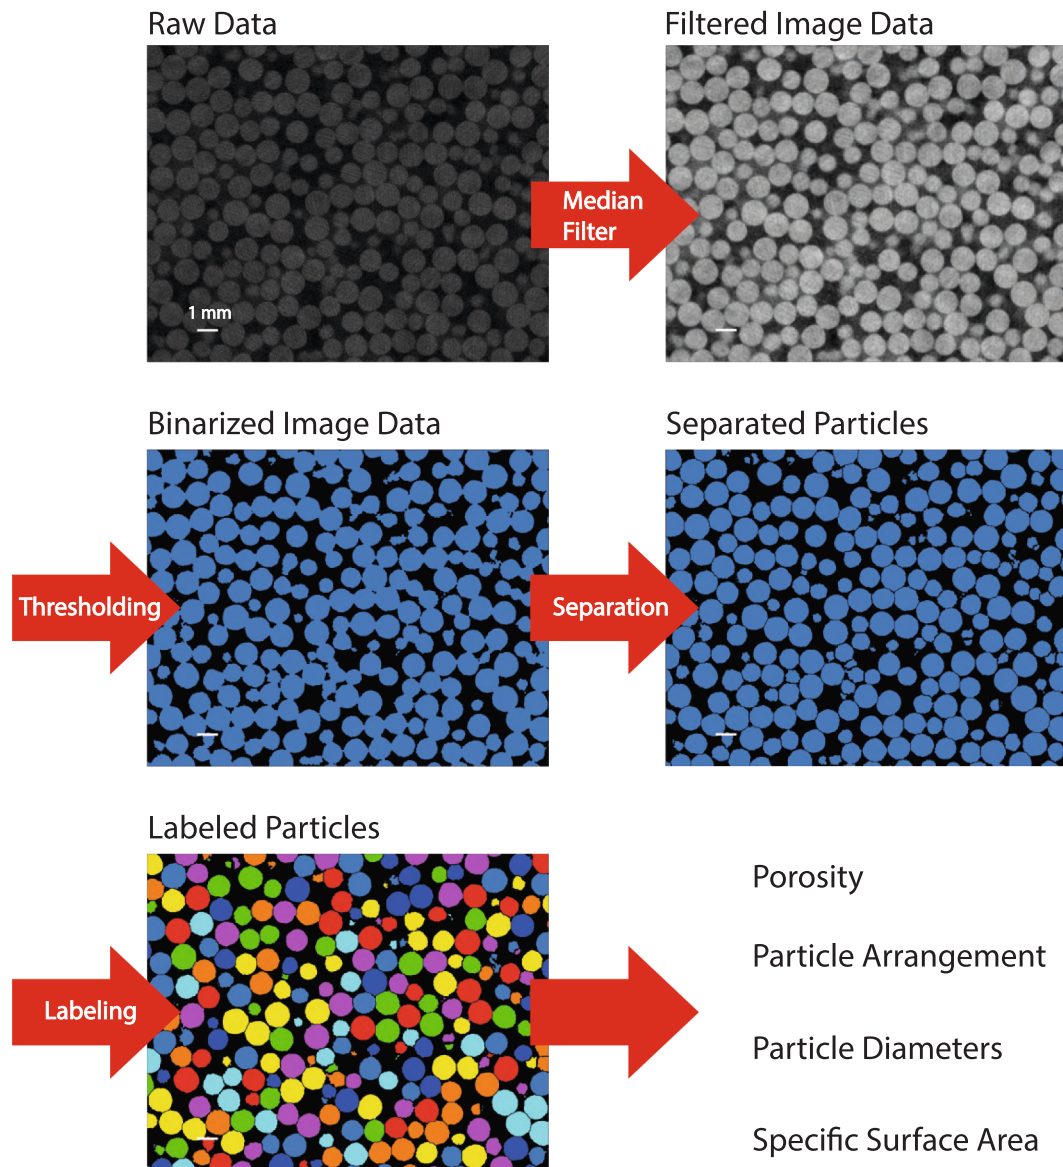 Raw Data
Filtered Image Data
Median
Filter
1 mm
Binarized Image Data
Separated Particles
Thresholding
Separation
Labeled Particles
Labeling
Porosity
Particle Arrangement
Particle Diameters
Specific Surface Area